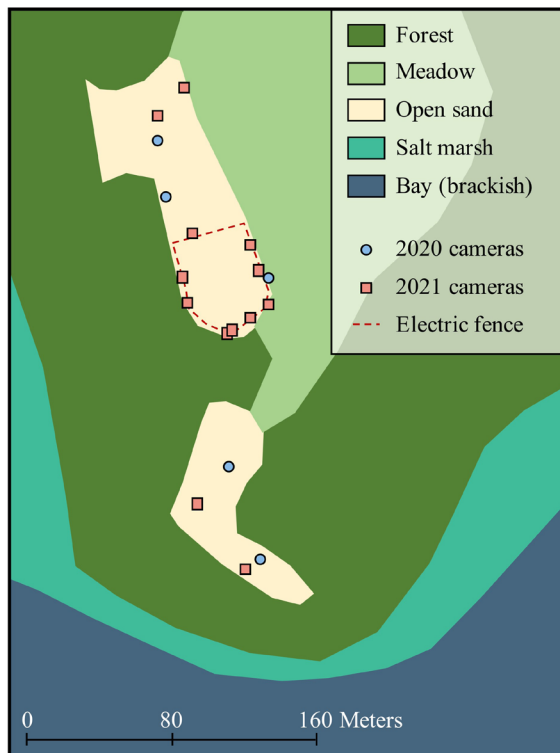 Forest
Meadow
Open sand
Salt marsh
Bay (brackish)
2020 cameras
2021 cameras
Electric fence
0 80 160 Meters